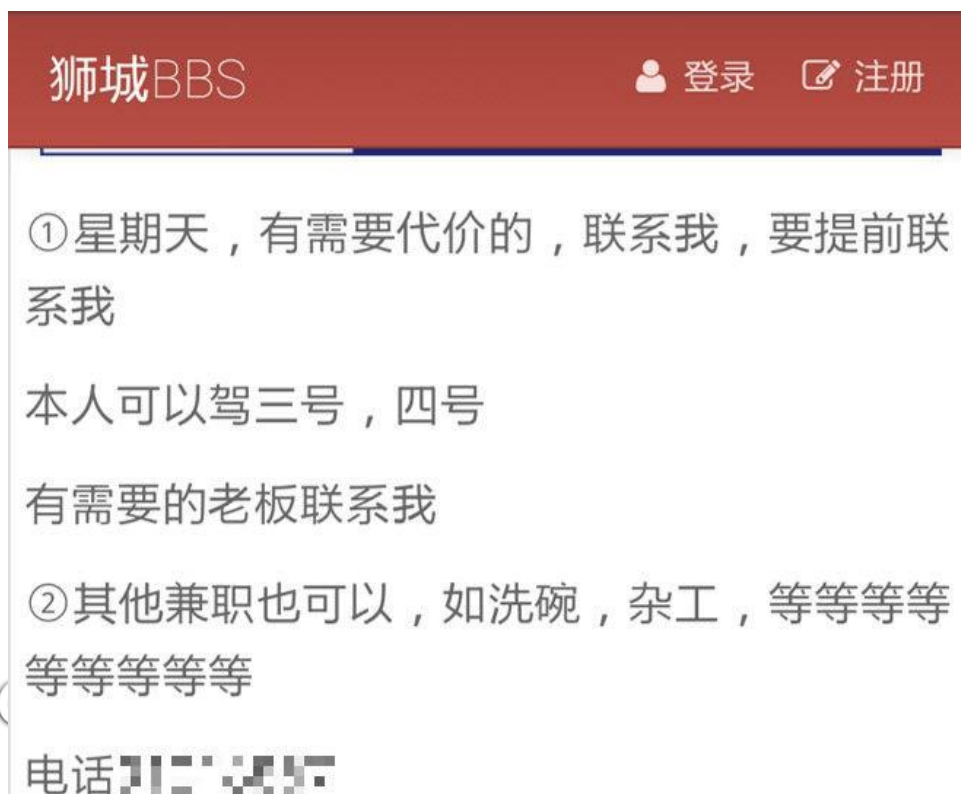 狮城BBS 登录 注册
①星期天，有需要代价的，联系我，要提前联
系我
本人可以驾三号，四号
有需要的老板联系我
②其他兼职也可以，如洗碗，杂工，等等等等
等等等等等
电话